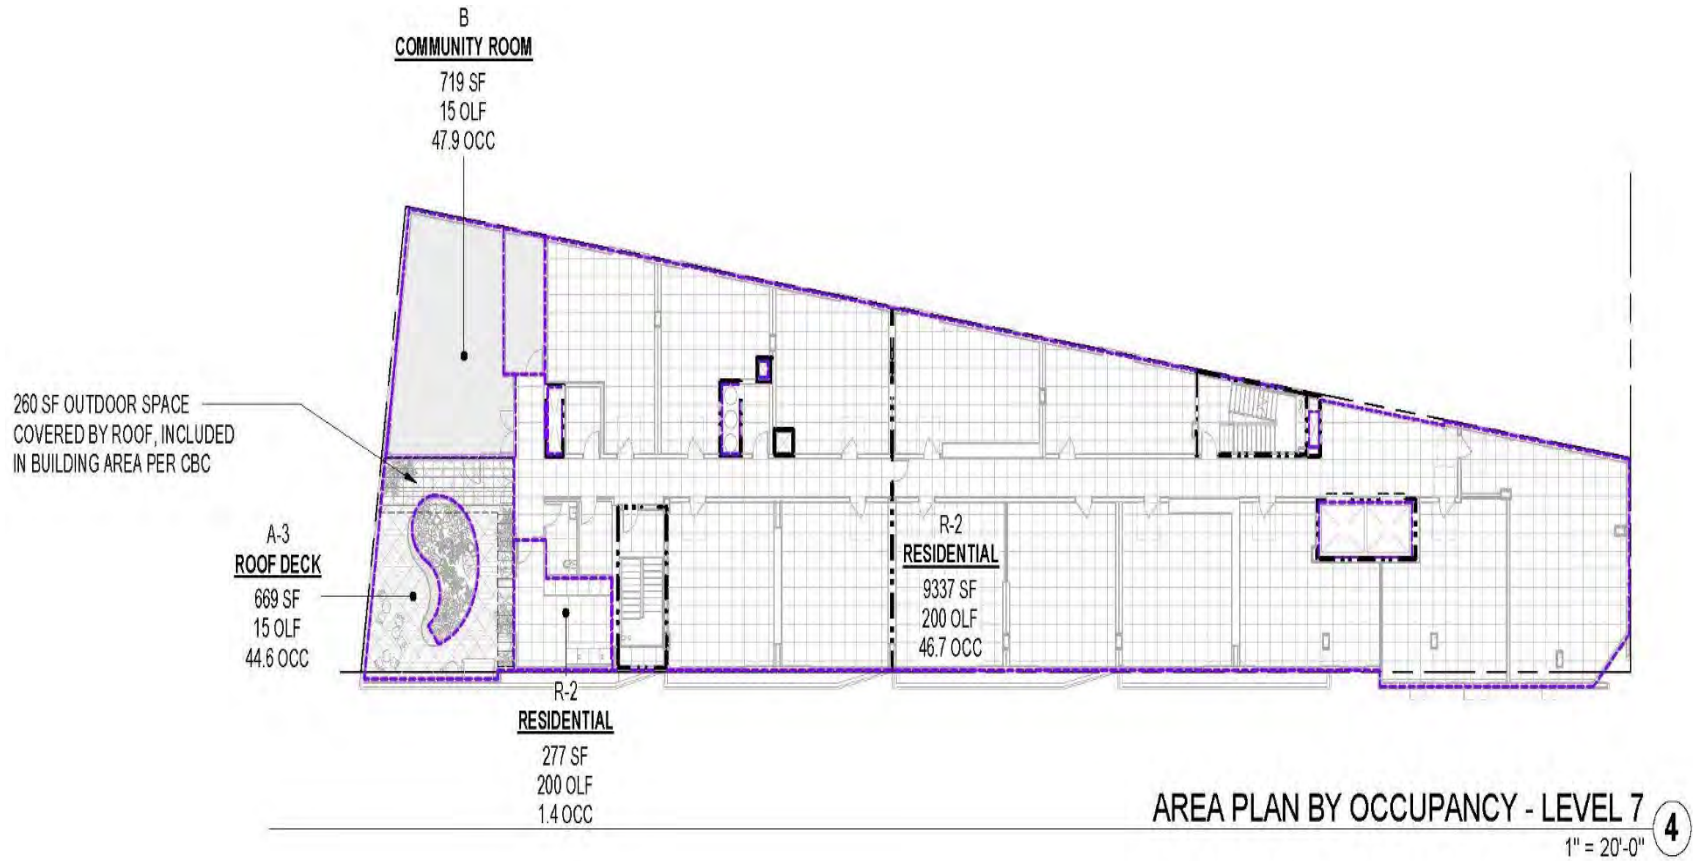 B
COMMUNITY ROOM
719 SF
15 OLF
47.9 OCC
260 SF OUTDOOR SPACE
COVERED BY ROOF, INCLUDED
IN BUILDING AREA PER CBC
A-3
ROOF DECK
669 SF
15 OLF
44.6 OCC
R-2
RESIDENTIAL
9337 SF
200 OLF
46.7 OCC
R-2
RESIDENTIAL
277 SF
200 OLF
1.4 OCC
AREA PLAN BY OCCUPANCY - LEVEL 7
1" = 20'-0"
4